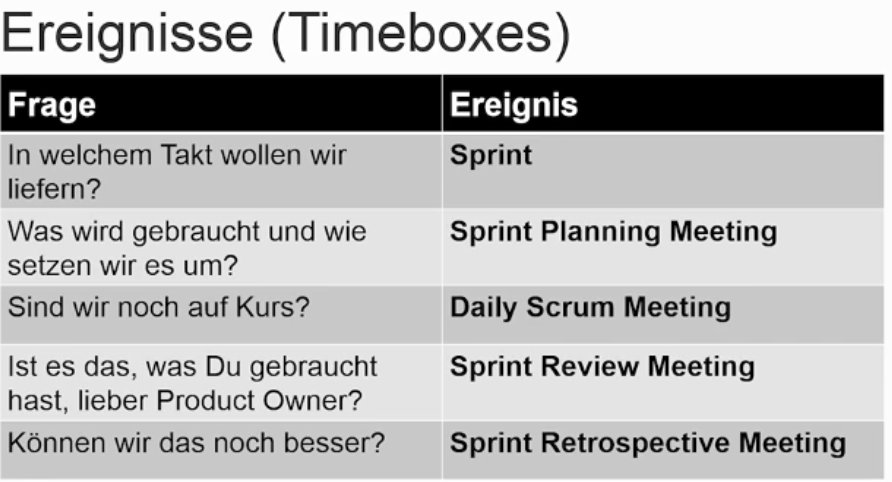 Ereignisse (Timeboxes)
Frage Ereignis
In welchem Takt wollen wir Sprint
liefern?
Was wird gebraucht und wie Sprint Planning Meeting
setzen wir es um?
Sind wir noch auf Kurs? Daily Scrum Meeting
Ist es das, was Du gebraucht Sprint Review Meeting
hast, lieber Product Owner?
Können wir das noch besser? Sprint Retrospective Meeting